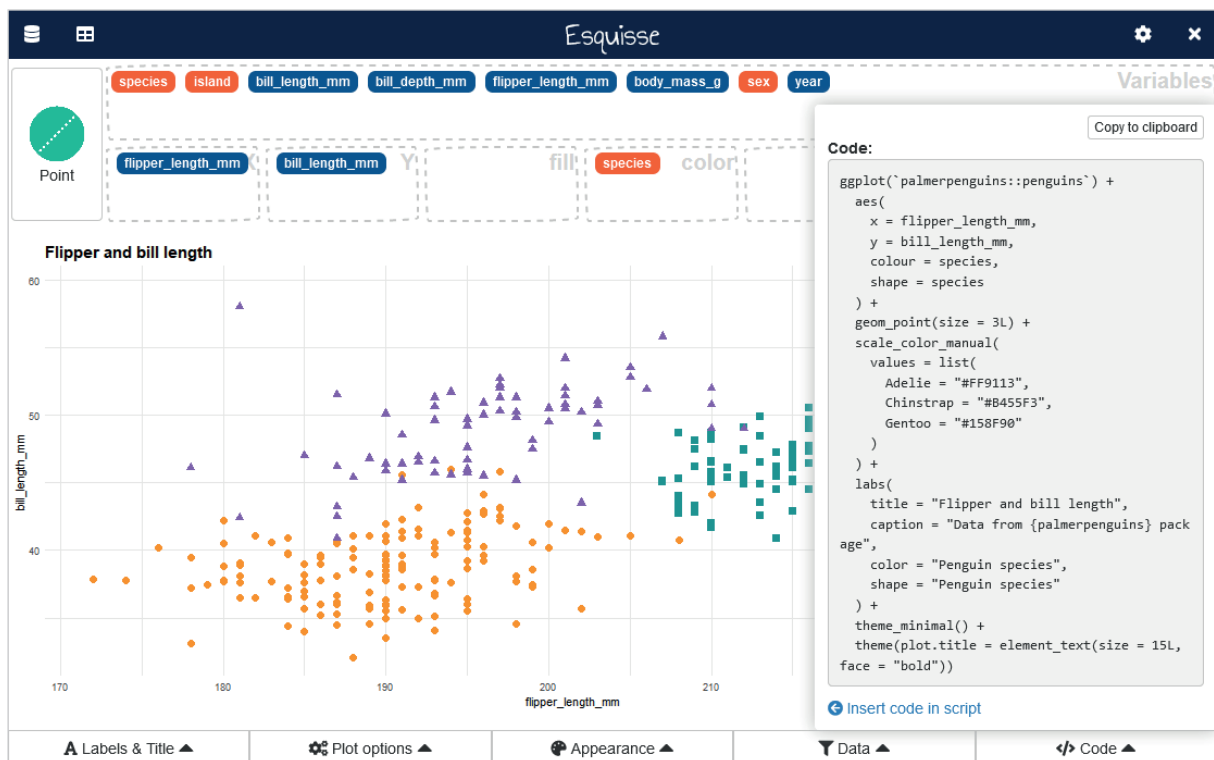 Esquisse
species island bill_length_mm bill_depth_mm flipper_length_mm body_mass_g sex year
Variables
Point
flipper_length_mm X
bill_length_mm Y
fill
species color
Copy to clipboard
Code:
ggplot(`palmerpenguins::penguins`) +
  aes(
    x = flipper_length_mm,
    y = bill_length_mm,
    colour = species,
    shape = species
  ) +
  geom_point(size = 3L) +
  scale_color_manual(
    values = list(
      Adelie = "#FF9113",
      Chinstrap = "#B455F3",
      Gentoo = "#158F90"
    )
  ) +
  labs(
    title = "Flipper and bill length",
    caption = "Data from {palmerpenguins} pack
age",
    color = "Penguin species",
    shape = "Penguin species"
  ) +
  theme_minimal() +
  theme(plot.title = element_text(size = 15L,
face = "bold"))
Insert code in script
Flipper and bill length
60
50
40
bill_length_mm
170 180 190 200 210
flipper_length_mm
Labels & Title
Plot options
Appearance
Data
</> Code